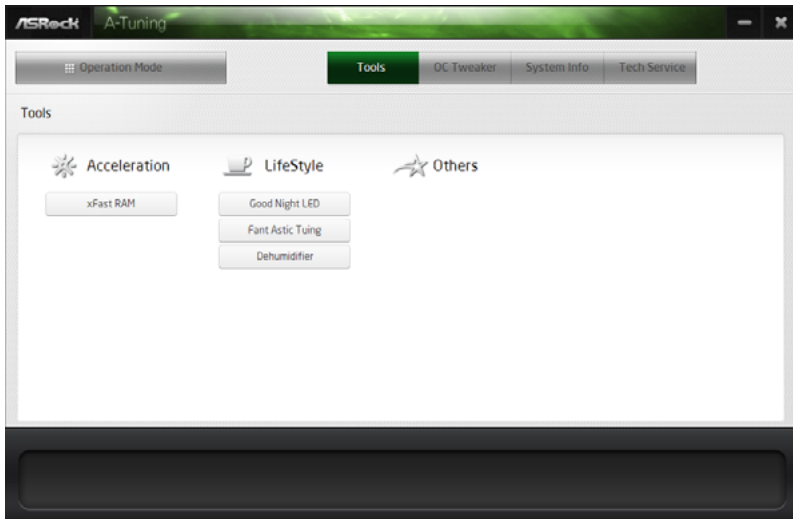 ASRock A-Tuning
Operation Mode
Tools OC Tweaker System Info Tech Service
Tools
Acceleration LifeStyle Others
xFast RAM Good Night LED
Fant Astic Tuing
Dehumidifier